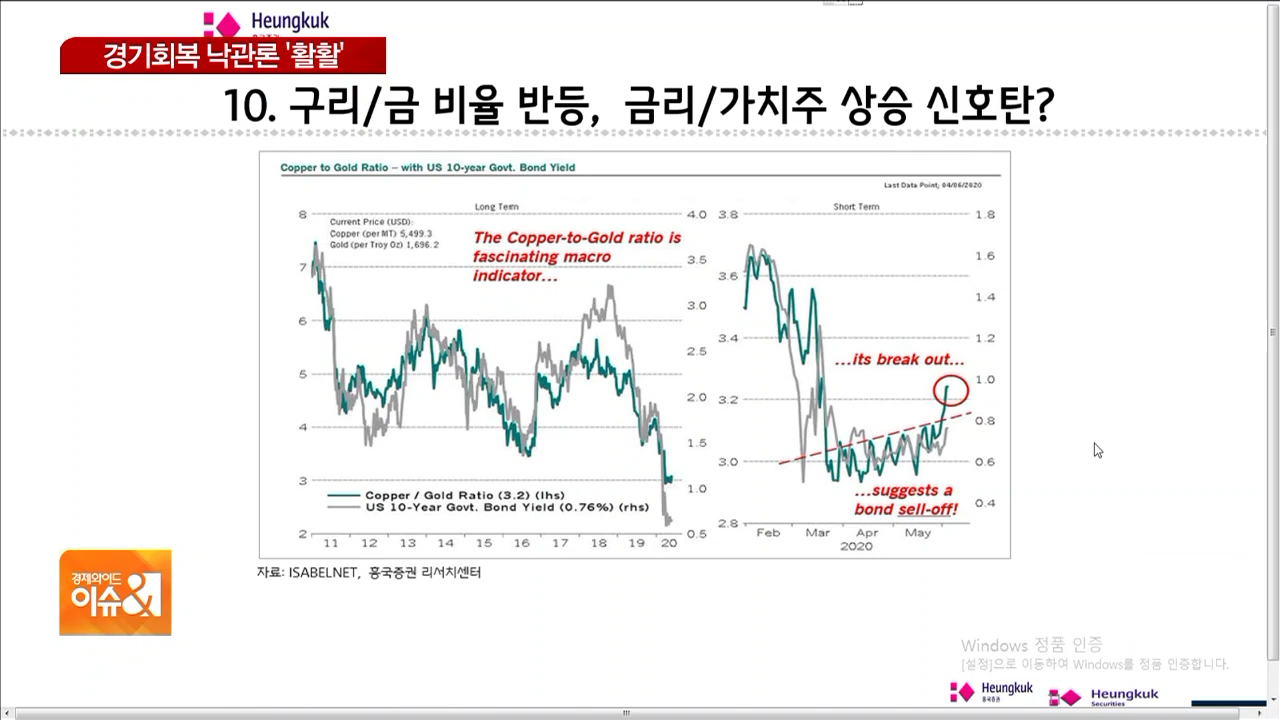 Heungkuk
경기회복 낙관론 '활활'
10. 구리/금 비율 반등, 금리/가치주 상승 신호탄?
Copper to Gold Ratio – with US 10-year Govt. Bond Yield
Last Data Point; 04/06/2020
Long Term
Short Term
8
4.0
3.8
1.8
Current Price (USD):
Copper (per MT) 5,499.3
Gold (per Troy Oz) 1,696.2
The Copper-to-Gold ratio is
fascinating macro
indicator...
7
3.5
3.6
1.6
1.4
6
3.0
3.4
1.2
2.5
...its break out...
5
1.0
2.0
3.2
0.8
4
1.5
3.0
0.6
3
1.0
...suggests a
bond sell-off!
0.4
Copper / Gold Ratio (3.2) (lhs)
US 10-Year Govt. Bond Yield (0.76%) (rhs)
2
0.5
2.8
11 12 13 14 15 16 17 18 19 20
Feb Mar Apr May
2020
자료: ISABELNET, 흥국증권 리서치센터
경제와이드
이슈&
Windows 정품 인증
[설정]으로 이동하여 Windows를 정품 인증합니다.
Heungkuk
흥국증권
Heungkuk
Securities